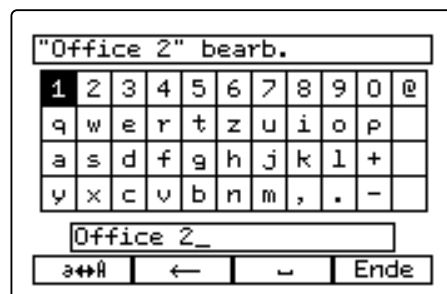 "Office 2" bearb.
1 2 3 4 5 6 7 8 9 0 @
q w e r t z u i o p
a s d f g h j k l +
y x c v b n m , . -
Office 2_
a↔A ← ⎵ Ende